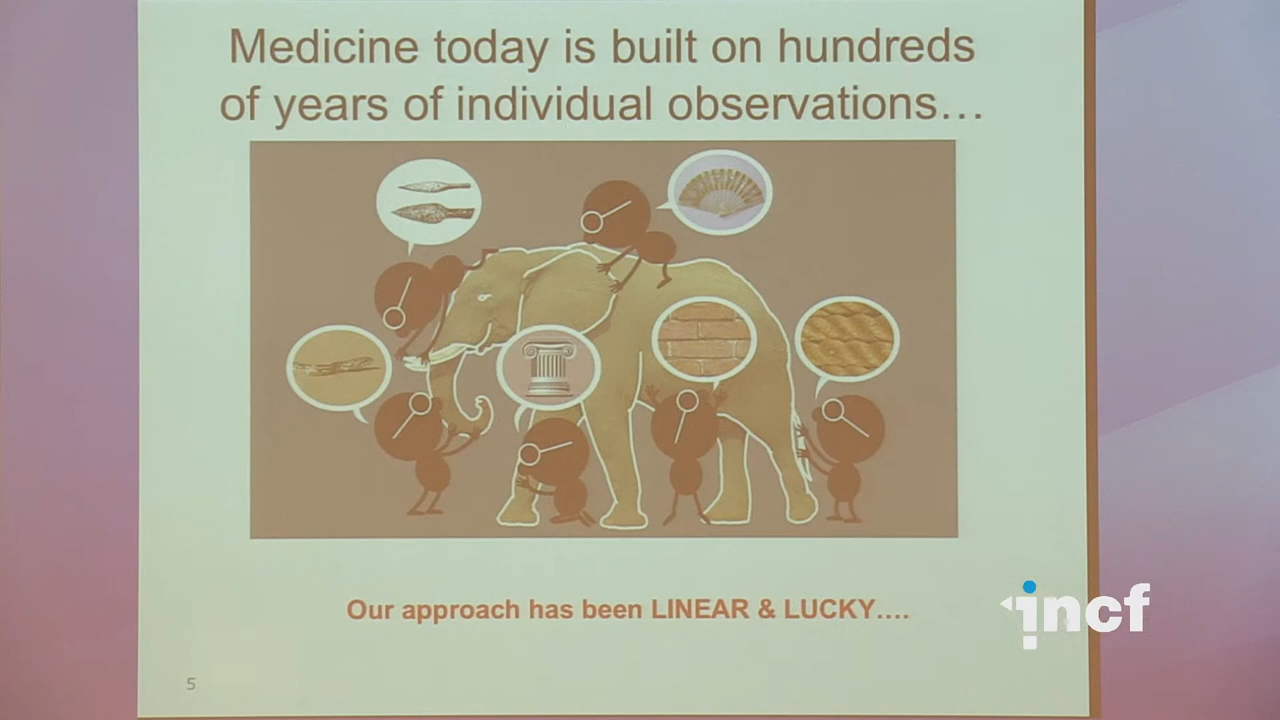 Medicine today is built on hundreds
of years of individual observations…
Our approach has been LINEAR & LUCKY….
5
incf